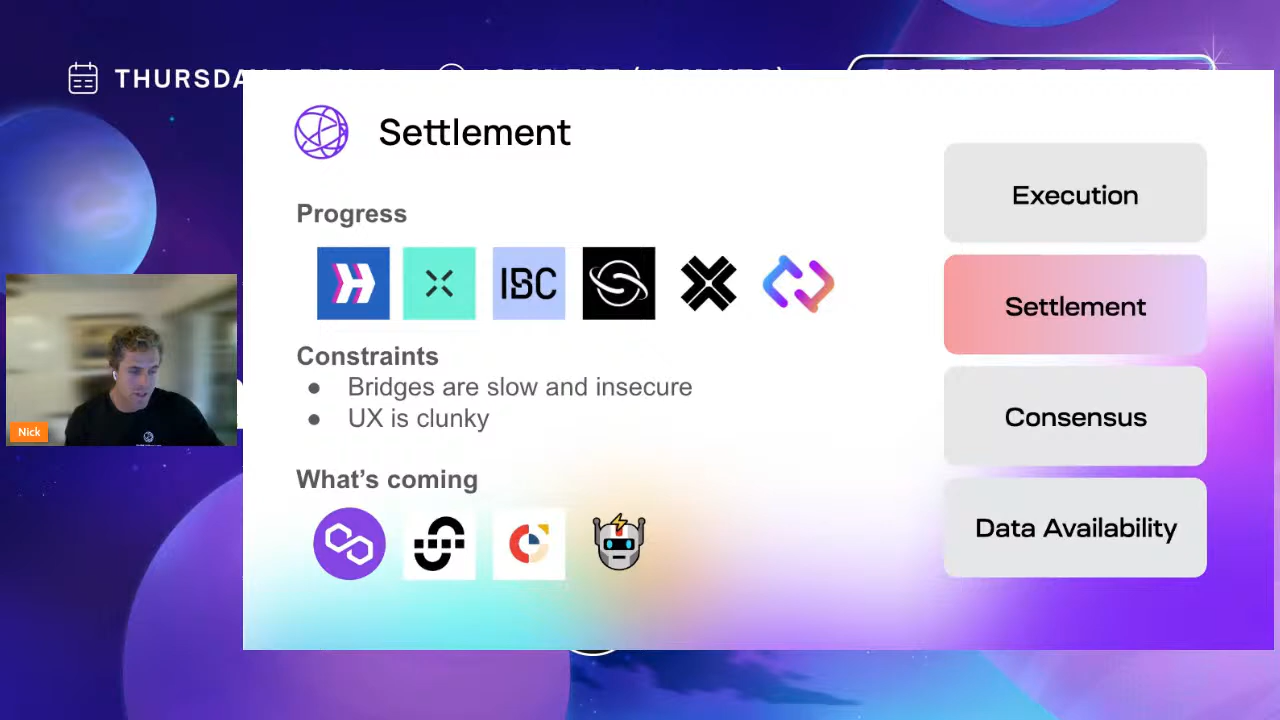 THURSDA
Settlement
Progress
IBC
Constraints
● Bridges are slow and insecure
● UX is clunky
What's coming
Execution
Settlement
Consensus
Data Availability
Nick